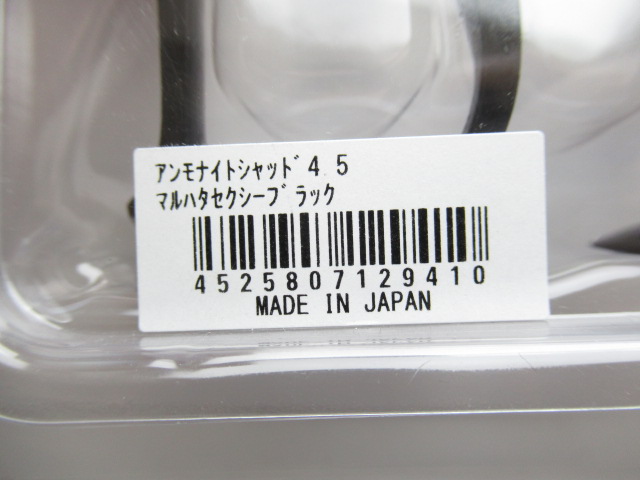 ｱﾝﾓﾅｲﾄｼｬｯﾄﾞ4.5
ﾏﾙﾊﾀｾｸｼｰﾌﾞﾗｯｸ
4525807129410
MADE IN JAPAN